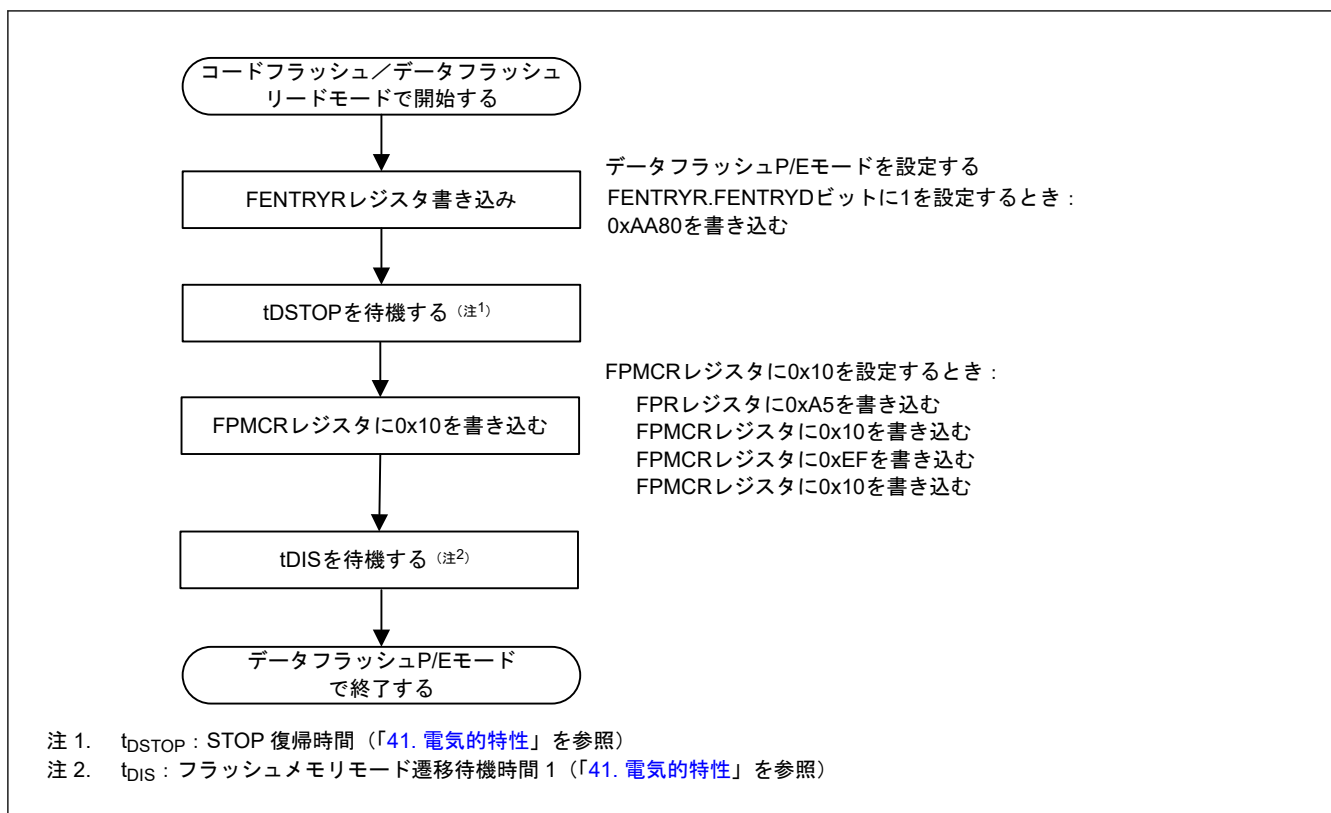 コードフラッシュ／データフラッシュ
リードモードで開始する
FENTRYRレジスタ書き込み
データフラッシュP/Eモードを設定する
FENTRYR.FENTRYDビットに1を設定するとき：
0xAA80を書き込む
tDSTOPを待機する（注1）
FPMCRレジスタに0x10を書き込む
FPMCRレジスタに0x10を設定するとき：
FPRレジスタに0xA5を書き込む
FPMCRレジスタに0x10を書き込む
FPMCRレジスタに0xEFを書き込む
FPMCRレジスタに0x10を書き込む
tDISを待機する（注2）
データフラッシュP/Eモード
で終了する
注 1. tDSTOP：STOP 復帰時間（「41. 電気的特性」を参照）
注 2. tDIS：フラッシュメモリモード遷移待機時間 1（「41. 電気的特性」を参照）